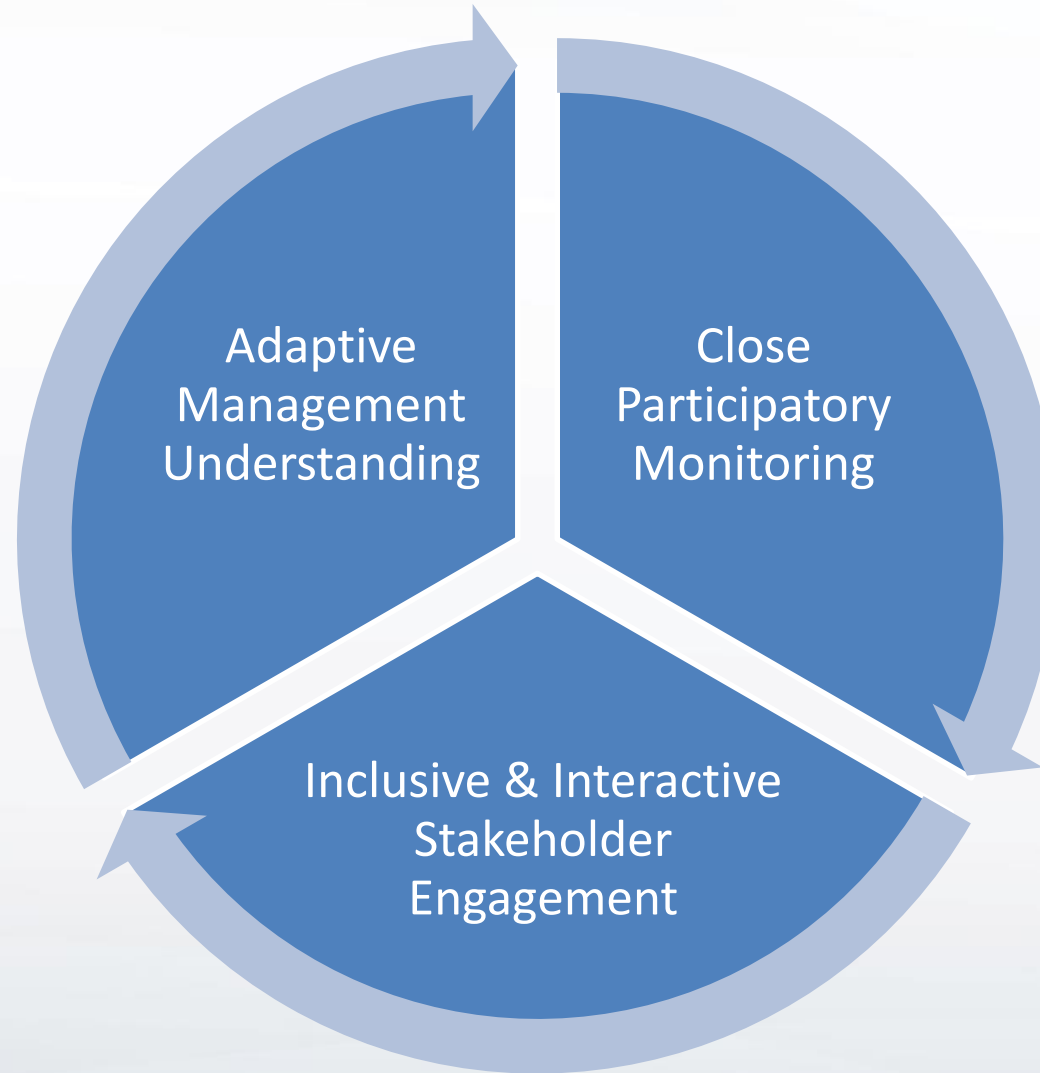 Adaptive
Management
Understanding
Close
Participatory
Monitoring
Inclusive & Interactive
Stakeholder
Engagement